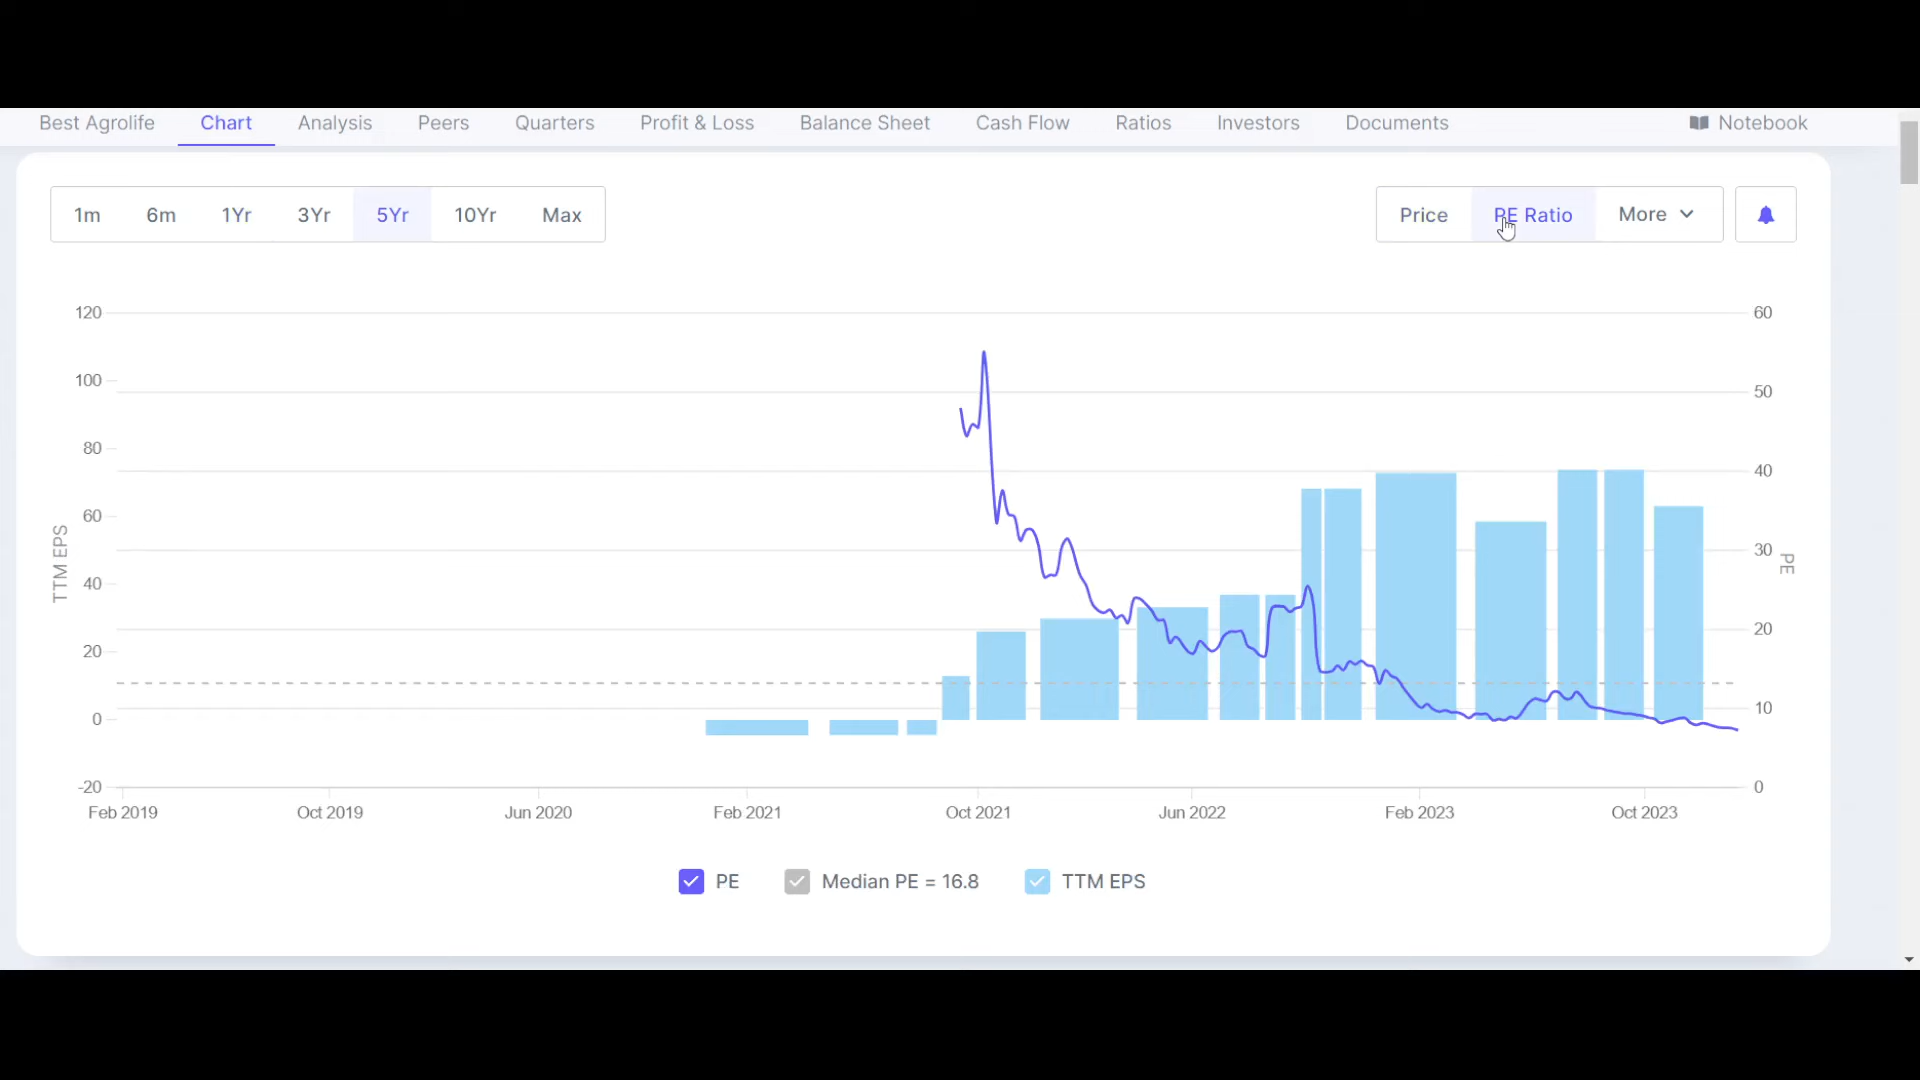 Best Agrolife Chart Analysis Peers Quarters Profit & Loss Balance Sheet Cash Flow Ratios Investors Documents Notebook
1m 6m 1Yr 3Yr 5Yr 10Yr Max Price PE Ratio More
120 60
100 50
80 40
60 30
40 20
20 10
0 0
-20
TTM EPS
PE
Feb 2019 Oct 2019 Jun 2020 Feb 2021 Oct 2021 Jun 2022 Feb 2023 Oct 2023
PE Median PE = 16.8 TTM EPS